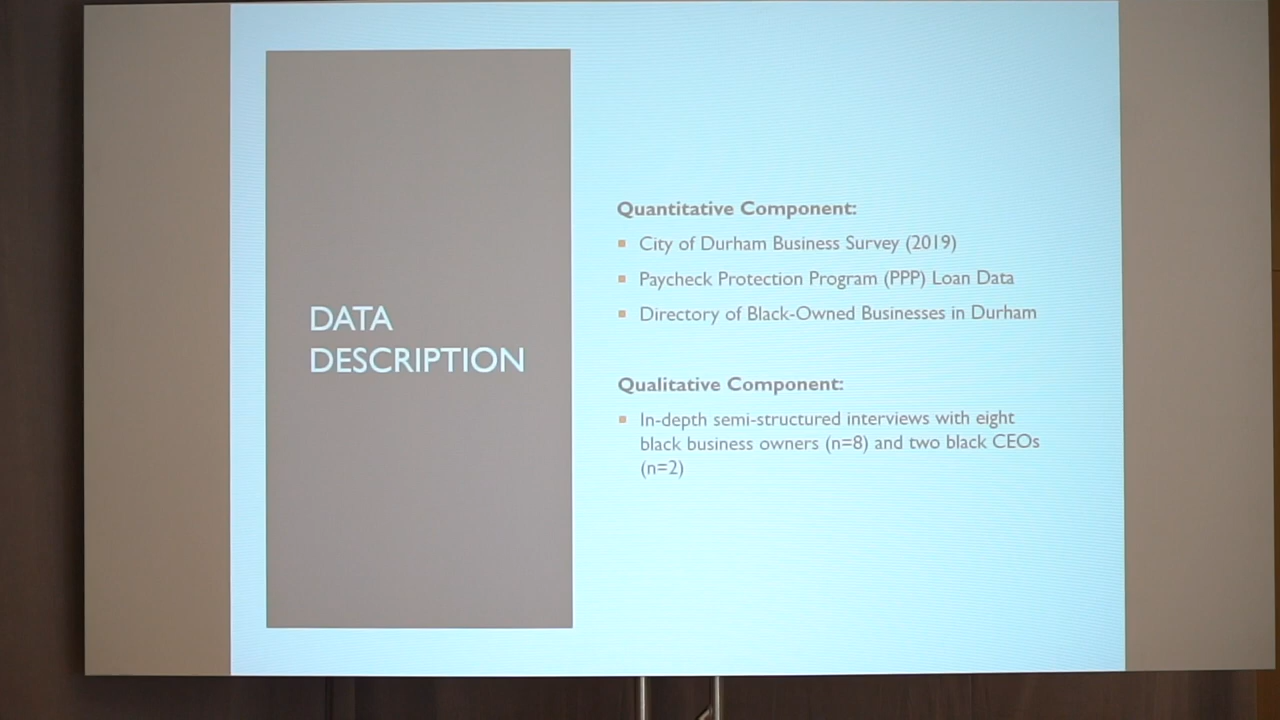 DATA
DESCRIPTION
Quantitative Component:
▪ City of Durham Business Survey (2019)
▪ Paycheck Protection Program (PPP) Loan Data
▪ Directory of Black-Owned Businesses in Durham
Qualitative Component:
▪ In-depth semi-structured interviews with eight
black business owners (n=8) and two black CEOs
(n=2)